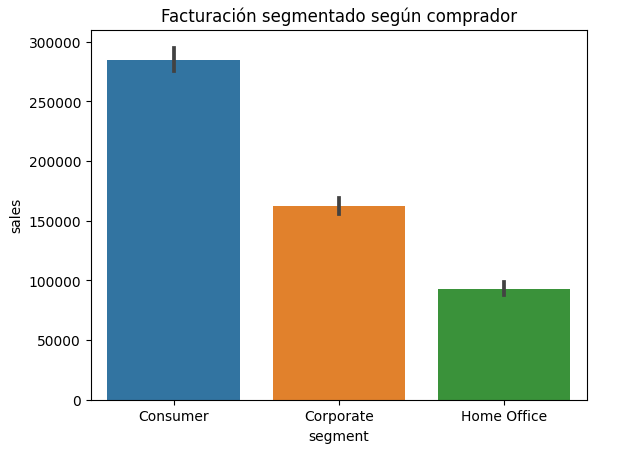 Facturación segmentado según comprador
300000
250000
200000
150000
100000
50000
0
sales
Consumer
Corporate
Home Office
segment